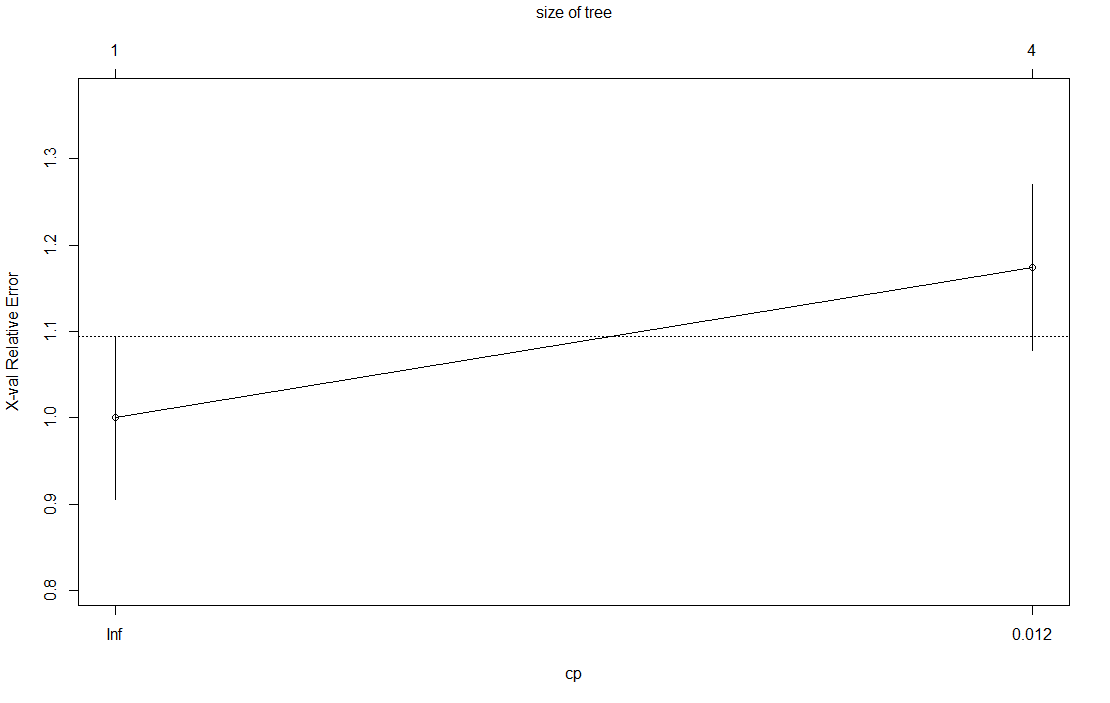 size of tree
1 4
X-val Relative Error
1.3
1.2
1.1
1.0
0.9
0.8
Inf 0.012
cp